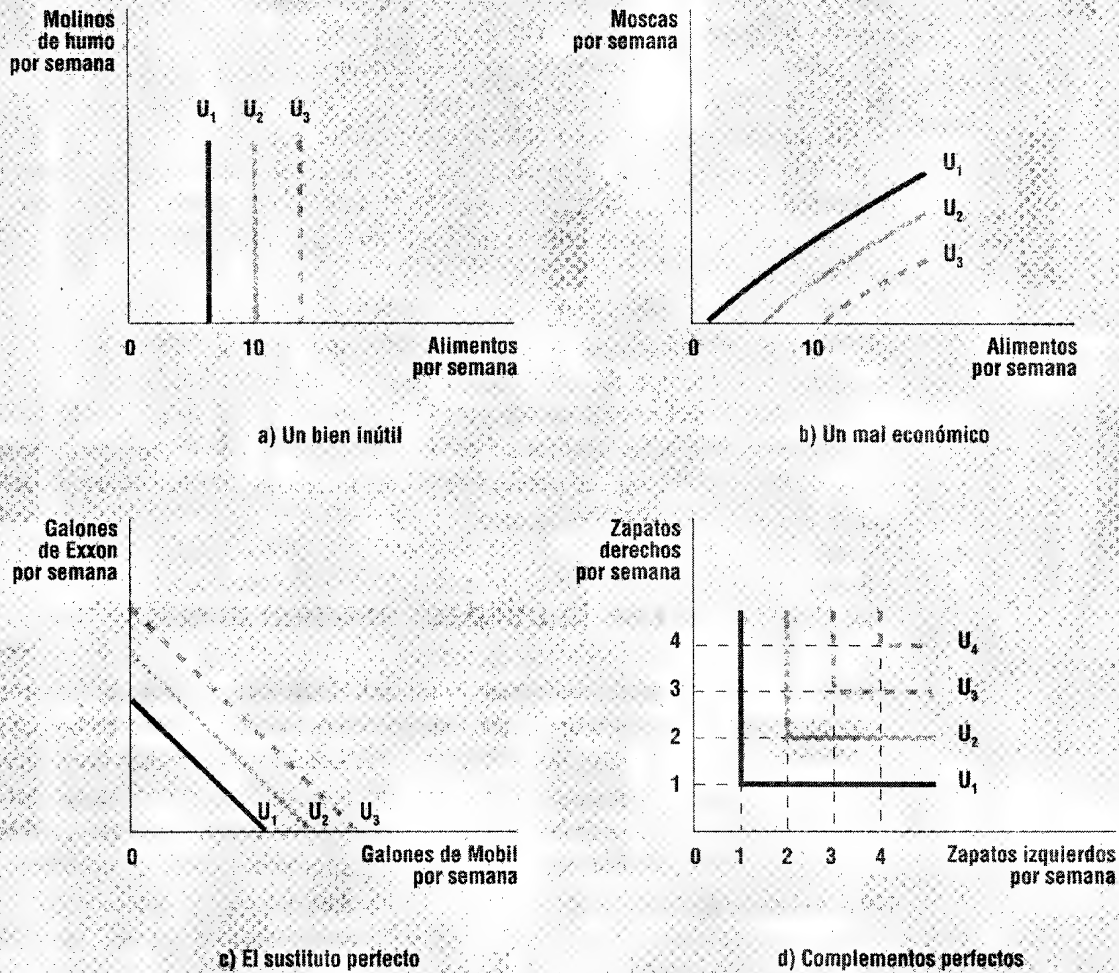 Molinos
de humo
por semana
U1 U2 U3
0 10 Alimentos
por semana
a) Un bien inútil
Moscas
por semana
U1
U2
U3
0 10 Alimentos
por semana
b) Un mal económico
Galones
de Exxon
por semana
U1 U2 U3
0 Galones de Mobil
por semana
c) El sustituto perfecto
Zapatos
derechos
por semana
4 U4
3 U3
2 U2
1 U1
0 1 2 3 4 Zapatos izquierdos
por semana
d) Complementos perfectos